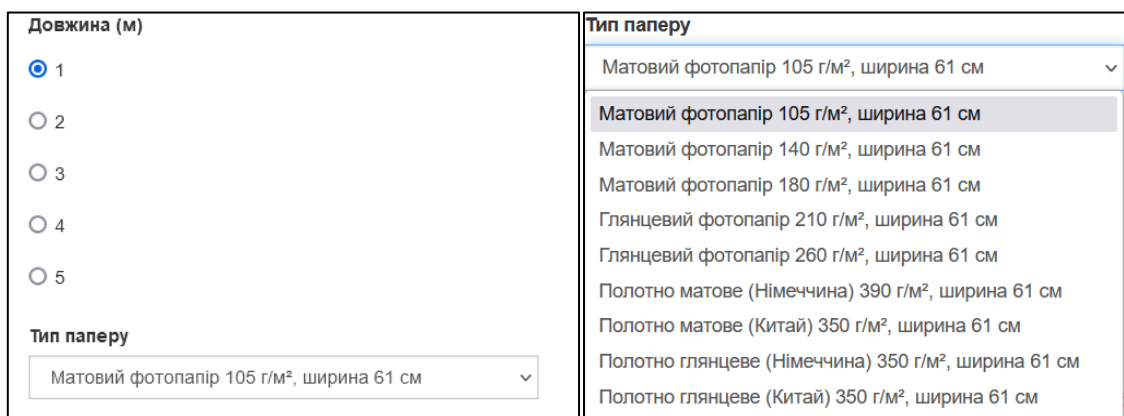 Довжина (м)
1
2
3
4
5
Тип паперу
Матовий фотопапір 105 г/м², ширина 61 см
Тип паперу
Матовий фотопапір 105 г/м², ширина 61 см
Матовий фотопапір 105 г/м², ширина 61 см
Матовий фотопапір 140 г/м², ширина 61 см
Матовий фотопапір 180 г/м², ширина 61 см
Глянцевий фотопапір 210 г/м², ширина 61 см
Глянцевий фотопапір 260 г/м², ширина 61 см
Полотно матове (Німеччина) 390 г/м², ширина 61 см
Полотно матове (Китай) 350 г/м², ширина 61 см
Полотно глянцеве (Німеччина) 350 г/м², ширина 61 см
Полотно глянцеве (Китай) 350 г/м², ширина 61 см